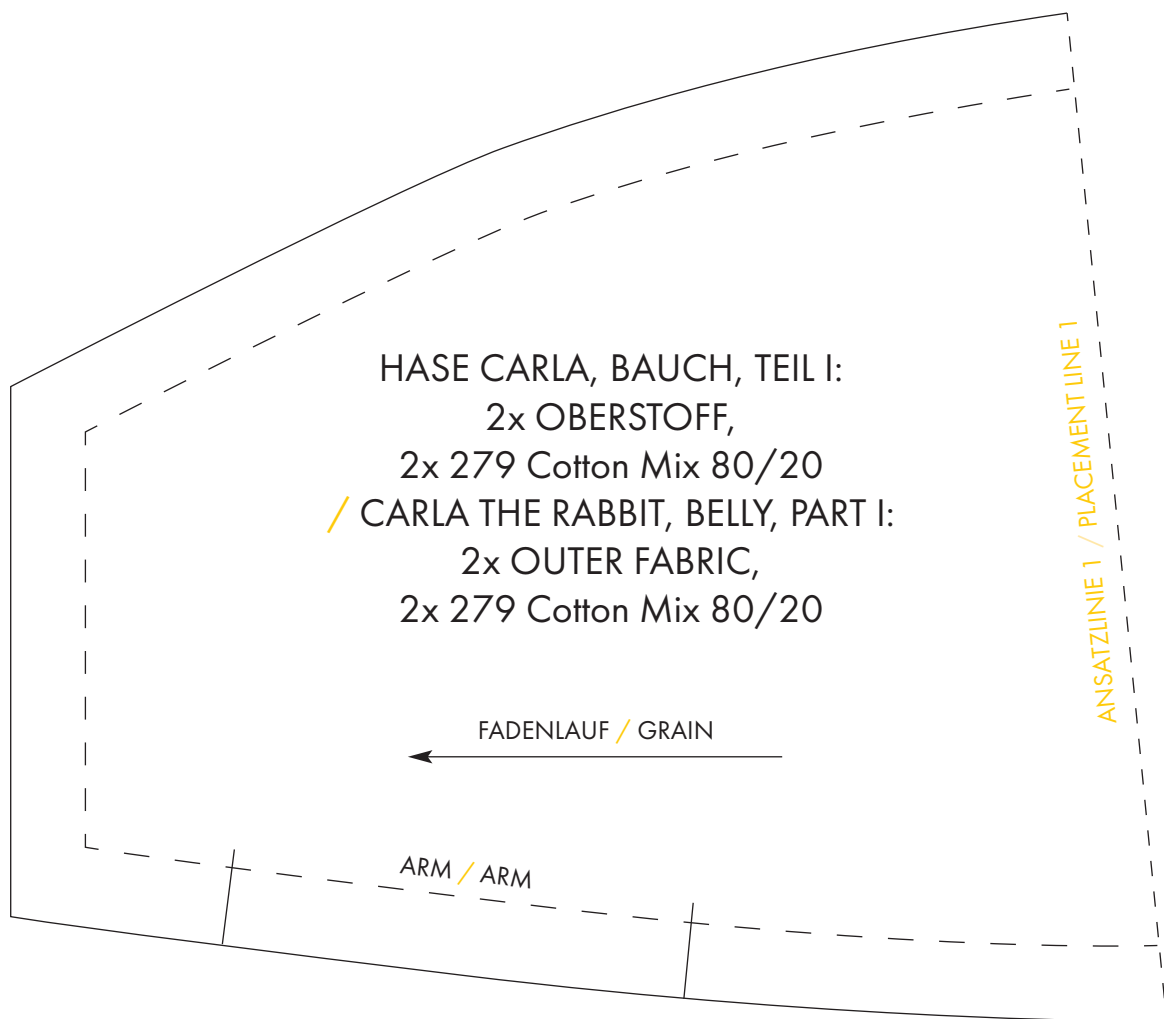 HASE CARLA, BAUCH, TEIL I:
2x OBERSTOFF,
2x 279 Cotton Mix 80/20
/ CARLA THE RABBIT, BELLY, PART I:
2x OUTER FABRIC,
2x 279 Cotton Mix 80/20
ANSATZLINIE 1 / PLACEMENT LINE 1
FADENLAUF / GRAIN
ARM / ARM